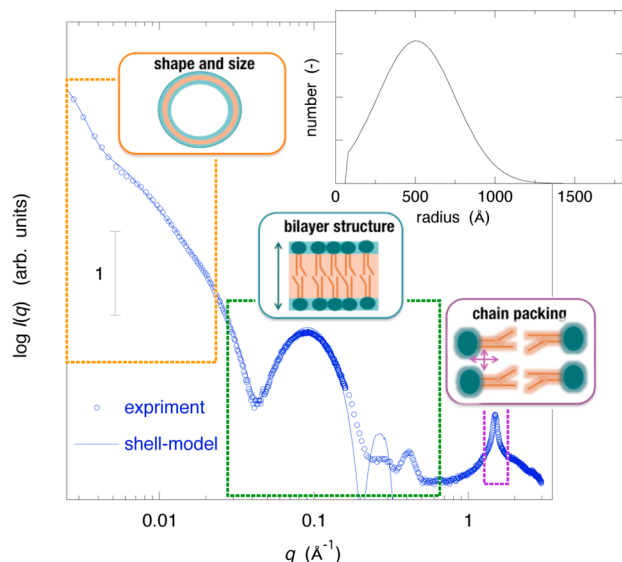 shape and size
number (-)
0
500
1000
1500
radius (Å)
log I(q) (arb. units)
1
bilayer structure
chain packing
expriment
shell-model
0.01
0.1
1
q (Å⁻¹)